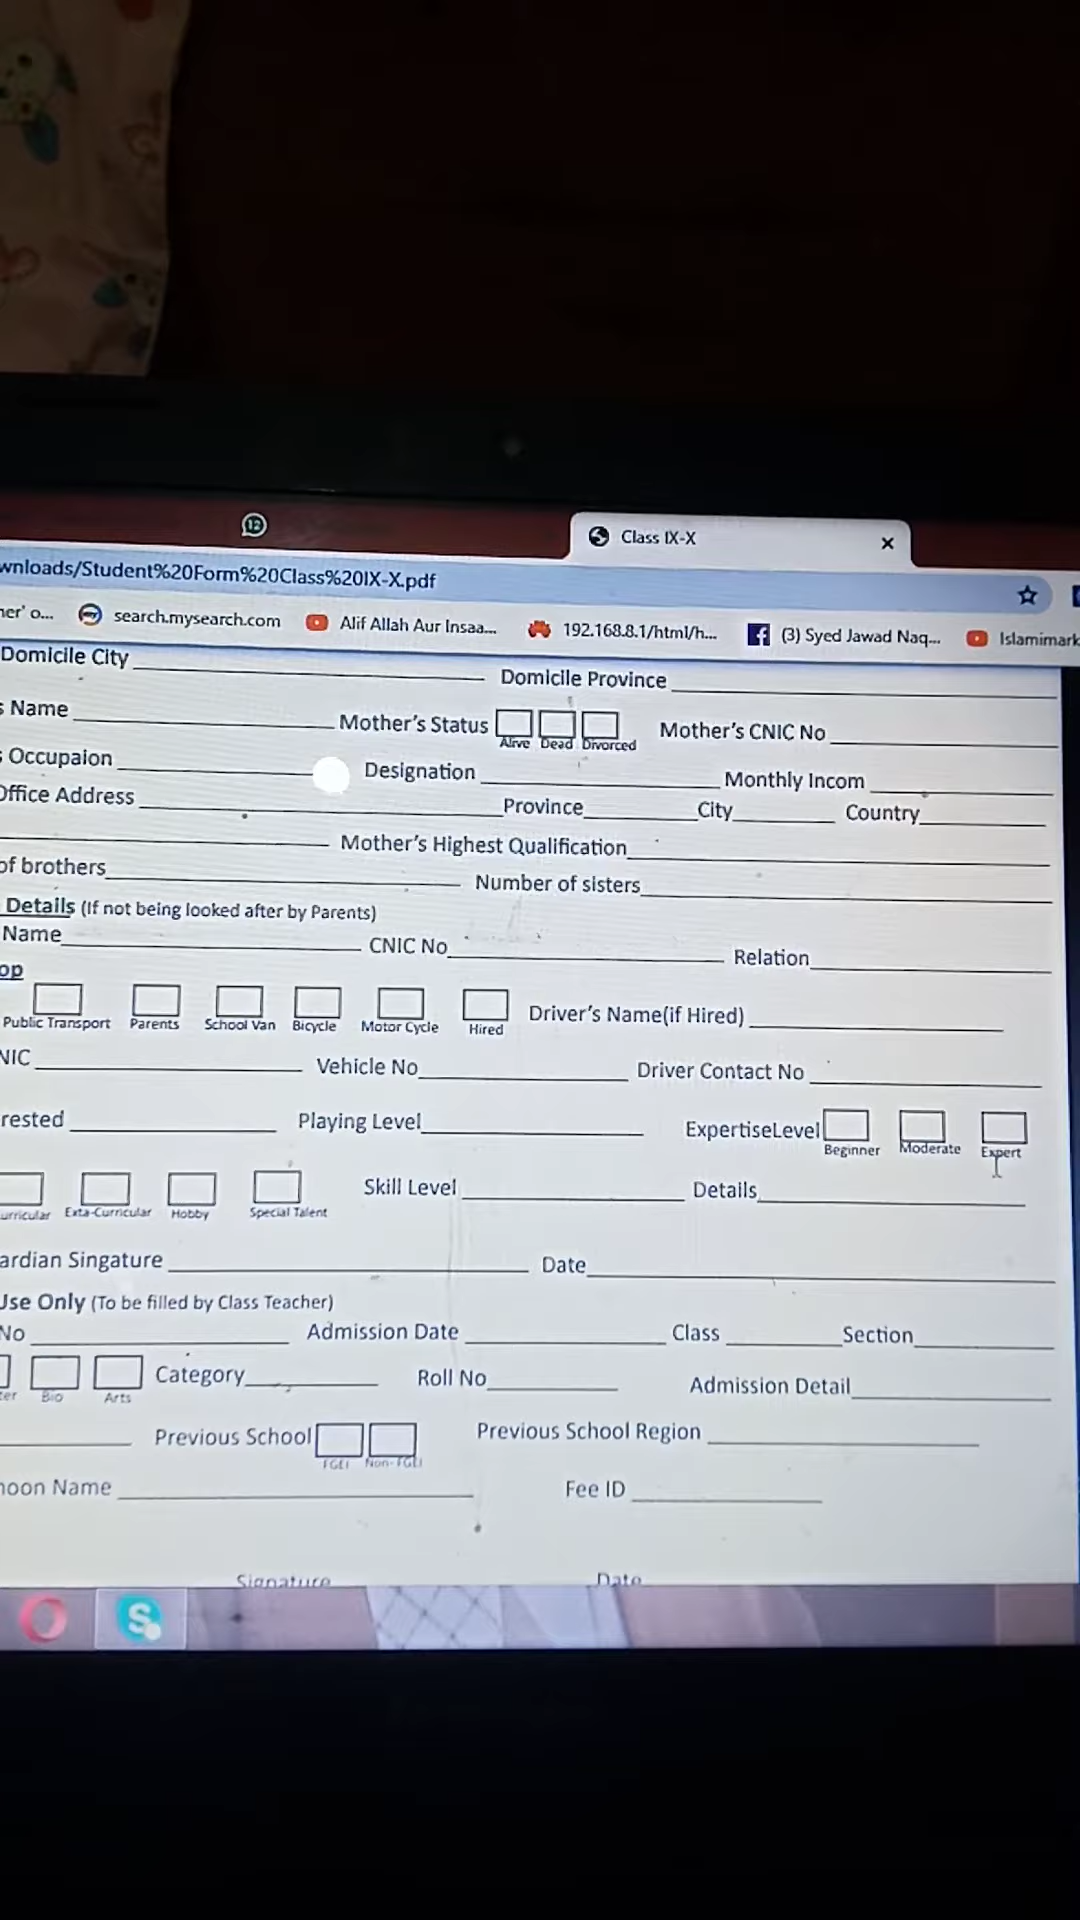 12
Class IX-X
wnloads/Student%20Form%20Class%20IX-X.pdf
ner' o... search.mysearch.com Alif Allah Aur Insaa... 192.168.8.1/html/h... (3) Syed Jawad Naq... Islamimark
Domicile City Domicile Province
s Name Mother's Status Mother's CNIC No
Alive Dead Divorced
s Occupaion Designation Monthly Incom
Office Address Province City Country
Mother's Highest Qualification
of brothers Number of sisters
Details (If not being looked after by Parents)
Name CNIC No Relation
op
Driver's Name(if Hired)
Public Transport Parents School Van Bicycle Motor Cycle Hired
NIC Vehicle No Driver Contact No
rested Playing Level ExpertiseLevel
Beginner Moderate Expert
Skill Level Details
urricular Exta-Curricular Hobby Special Talent
ardian Singature Date
Use Only (To be filled by Class Teacher)
No Admission Date Class Section
Category Roll No Admission Detail
ter Bio Arts
Previous School Previous School Region
FGEI Non-FGEI
noon Name Fee ID
Signature Date